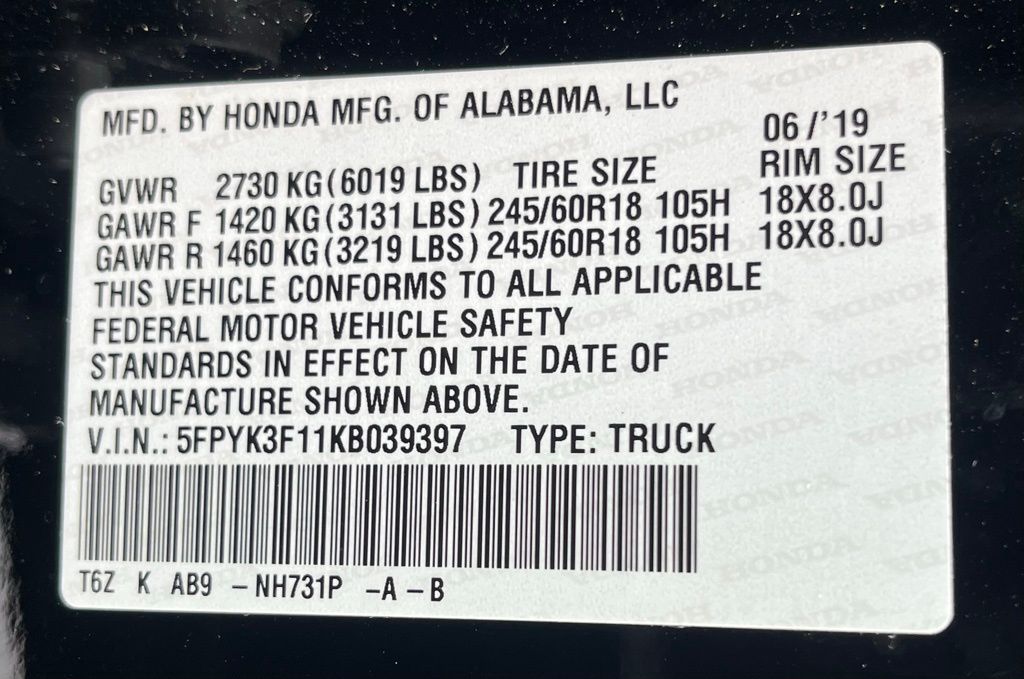 MFD. BY HONDA MFG. OF ALABAMA, LLC
06/'19
GVWR 2730 KG(6019 LBS) TIRE SIZE RIM SIZE
GAWR F 1420 KG(3131 LBS) 245/60R18 105H 18X8.0J
GAWR R 1460 KG(3219 LBS) 245/60R18 105H 18X8.0J
THIS VEHICLE CONFORMS TO ALL APPLICABLE
FEDERAL MOTOR VEHICLE SAFETY
STANDARDS IN EFFECT ON THE DATE OF
MANUFACTURE SHOWN ABOVE.
V.I.N.: 5FPYK3F11KB039397 TYPE: TRUCK
T6Z K AB9 -NH731P -A-B